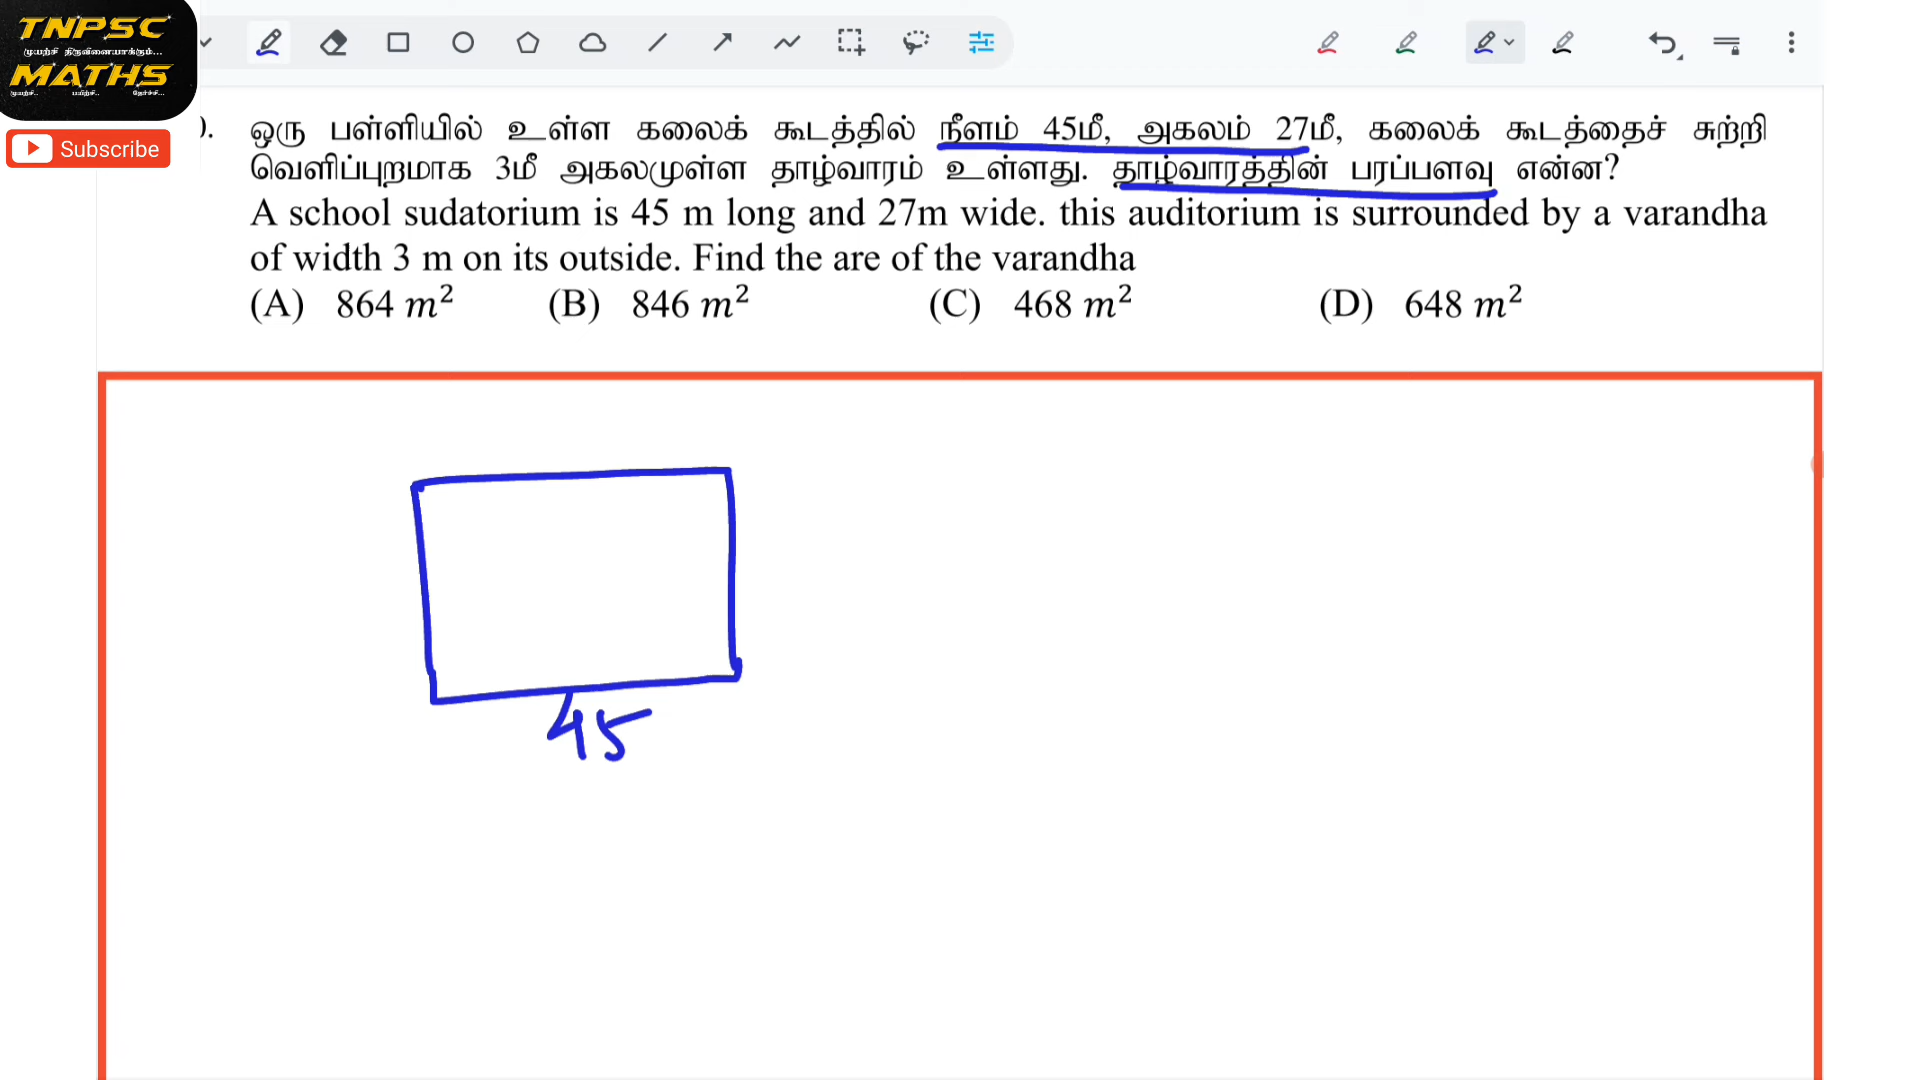 TNPSC
முயற்சி திருவினையாக்கும்...
MATHS
முயற்சி.. பயிற்சி.. தேர்ச்சி...
Subscribe
ஒரு பள்ளியில் உள்ள கலைக் கூடத்தில் நீளம் 45மீ, அகலம் 27மீ, கலைக் கூடத்தைச் சுற்றி
வெளிப்புறமாக 3மீ அகலமுள்ள தாழ்வாரம் உள்ளது. தாழ்வாரத்தின் பரப்பளவு என்ன?
A school sudatorium is 45 m long and 27m wide. this auditorium is surrounded by a varandha
of width 3 m on its outside. Find the are of the varandha
(A) 864 m² (B) 846 m² (C) 468 m² (D) 648 m²
45